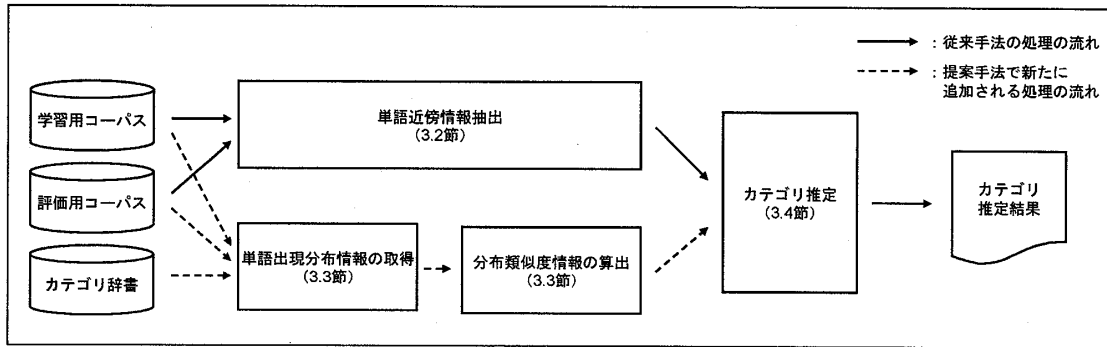 ：従来手法の処理の流れ
：提案手法で新たに
追加される処理の流れ
学習用コーパス
単語近傍情報抽出
(3.2節)
評価用コーパス
カテゴリ推定
(3.4節)
カテゴリ
推定結果
カテゴリ辞書
単語出現分布情報の取得
(3.3節)
分布類似度情報の算出
(3.3節)